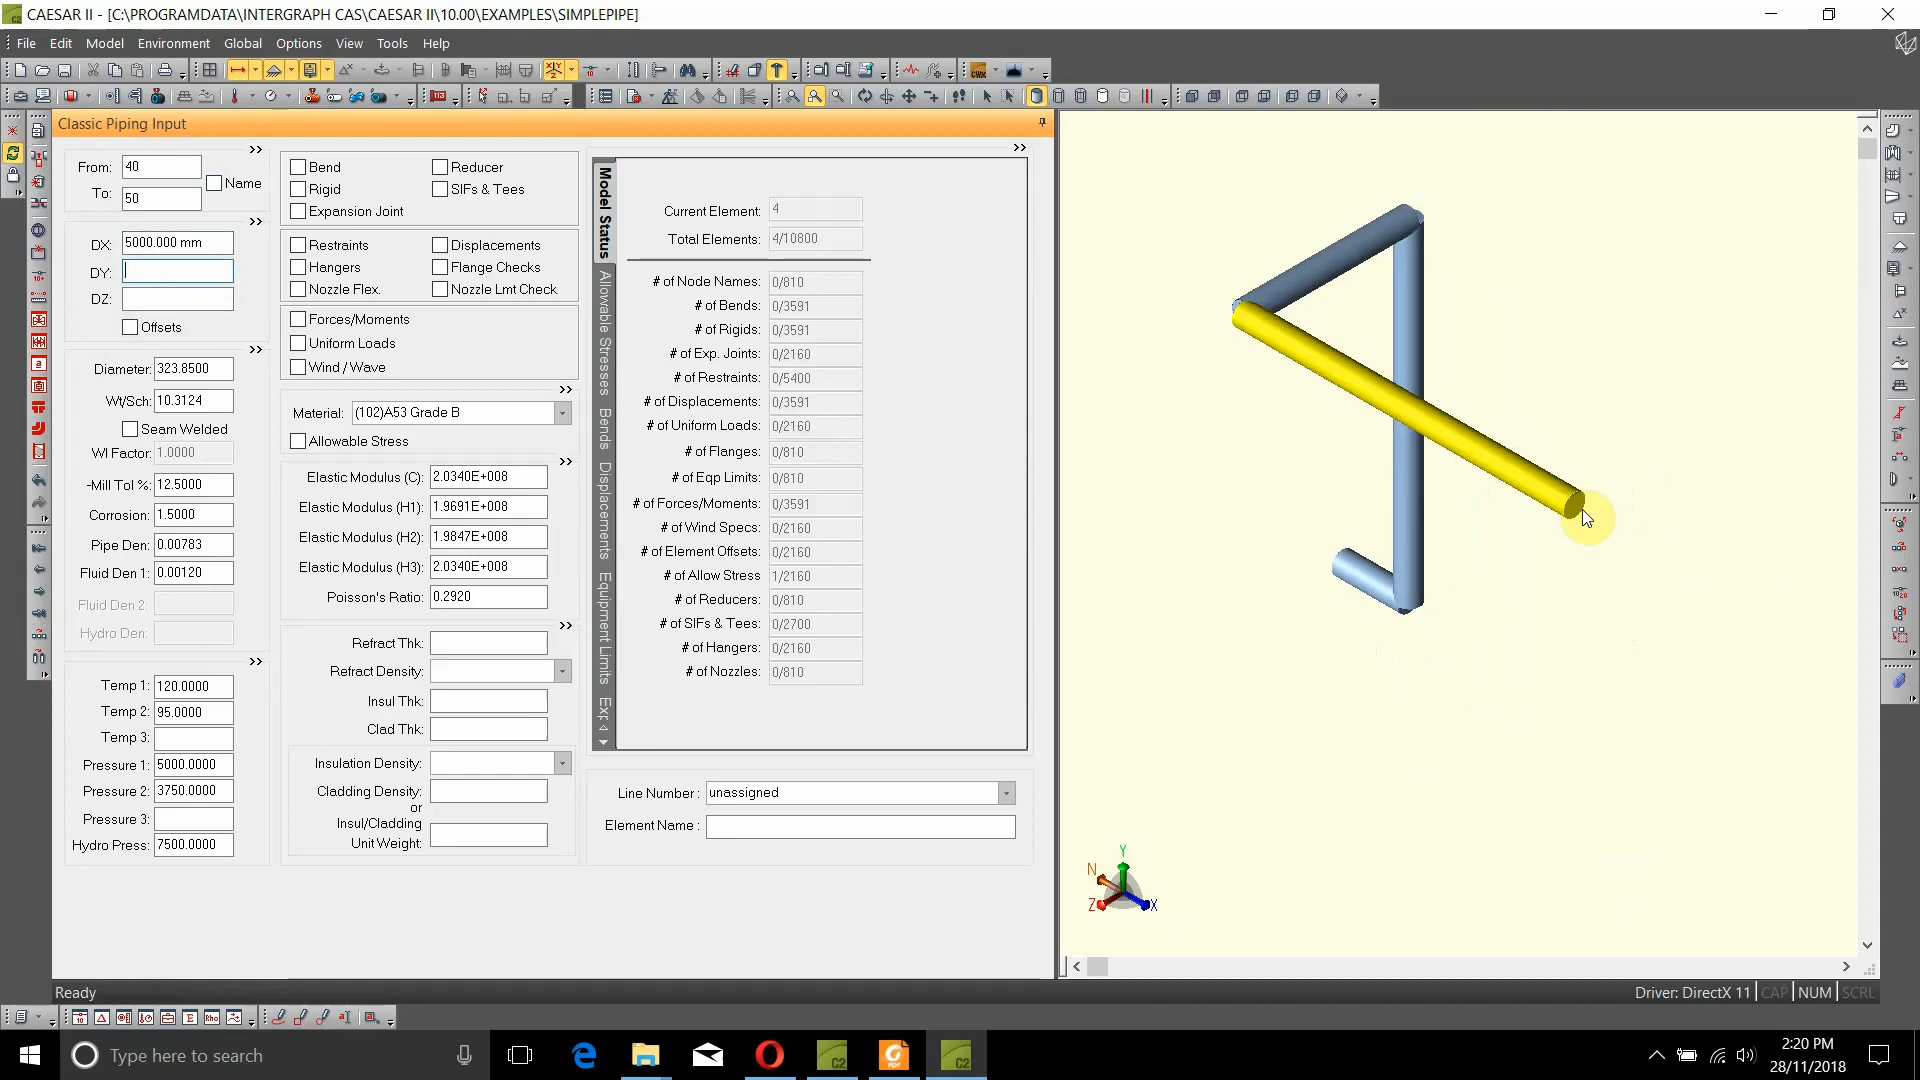 CAESAR II - [C:\PROGRAMDATA\INTERGRAPH CAS\CAESAR II\10.00\EXAMPLES\SIMPLEPIPE]
File Edit Model Environment Global Options View Tools Help
Classic Piping Input
From: 40
To: 50
Name
DX: 5000.000 mm
DY:
DZ:
Offsets
Diameter: 323.8500
Wt/Sch: 10.3124
Seam Welded
WI Factor: 1.0000
-Mill Tol %: 12.5000
Corrosion: 1.5000
Pipe Den: 0.00783
Fluid Den 1: 0.00120
Fluid Den 2:
Hydro Den:
Temp 1: 120.0000
Temp 2: 95.0000
Temp 3:
Pressure 1: 5000.0000
Pressure 2: 3750.0000
Pressure 3:
Hydro Press: 7500.0000
Bend Reducer
Rigid SIFs & Tees
Expansion Joint
Restraints Displacements
Hangers Flange Checks
Nozzle Flex. Nozzle Lmt Check
Forces/Moments
Uniform Loads
Wind / Wave
Material: (102)A53 Grade B
Allowable Stress
Elastic Modulus (C): 2.0340E+008
Elastic Modulus (H1): 1.9691E+008
Elastic Modulus (H2): 1.9847E+008
Elastic Modulus (H3): 2.0340E+008
Poisson's Ratio: 0.2920
Refract Thk:
Refract Density:
Insul Thk:
Clad Thk:
Insulation Density:
Cladding Density:
or
Insul/Cladding
Unit Weight:
Model Status
Allowable Stresses
Bends
Displacements
Equipment Limits
Exp
Current Element: 4
Total Elements: 4/10800
# of Node Names: 0/810
# of Bends: 0/3591
# of Rigids: 0/3591
# of Exp. Joints: 0/2160
# of Restraints: 0/5400
# of Displacements: 0/3591
# of Uniform Loads: 0/2160
# of Flanges: 0/810
# of Eqp Limits: 0/810
# of Forces/Moments: 0/3591
# of Wind Specs: 0/2160
# of Element Offsets: 0/2160
# of Allow Stress 1/2160
# of Reducers: 0/810
# of SIFs & Tees: 0/2700
# of Hangers: 0/2160
# of Nozzles: 0/810
Line Number : unassigned
Element Name :
Y
N
Z
X
Ready
Driver: DirectX 11 CAP NUM SCRL
Type here to search
2:20 PM
28/11/2018